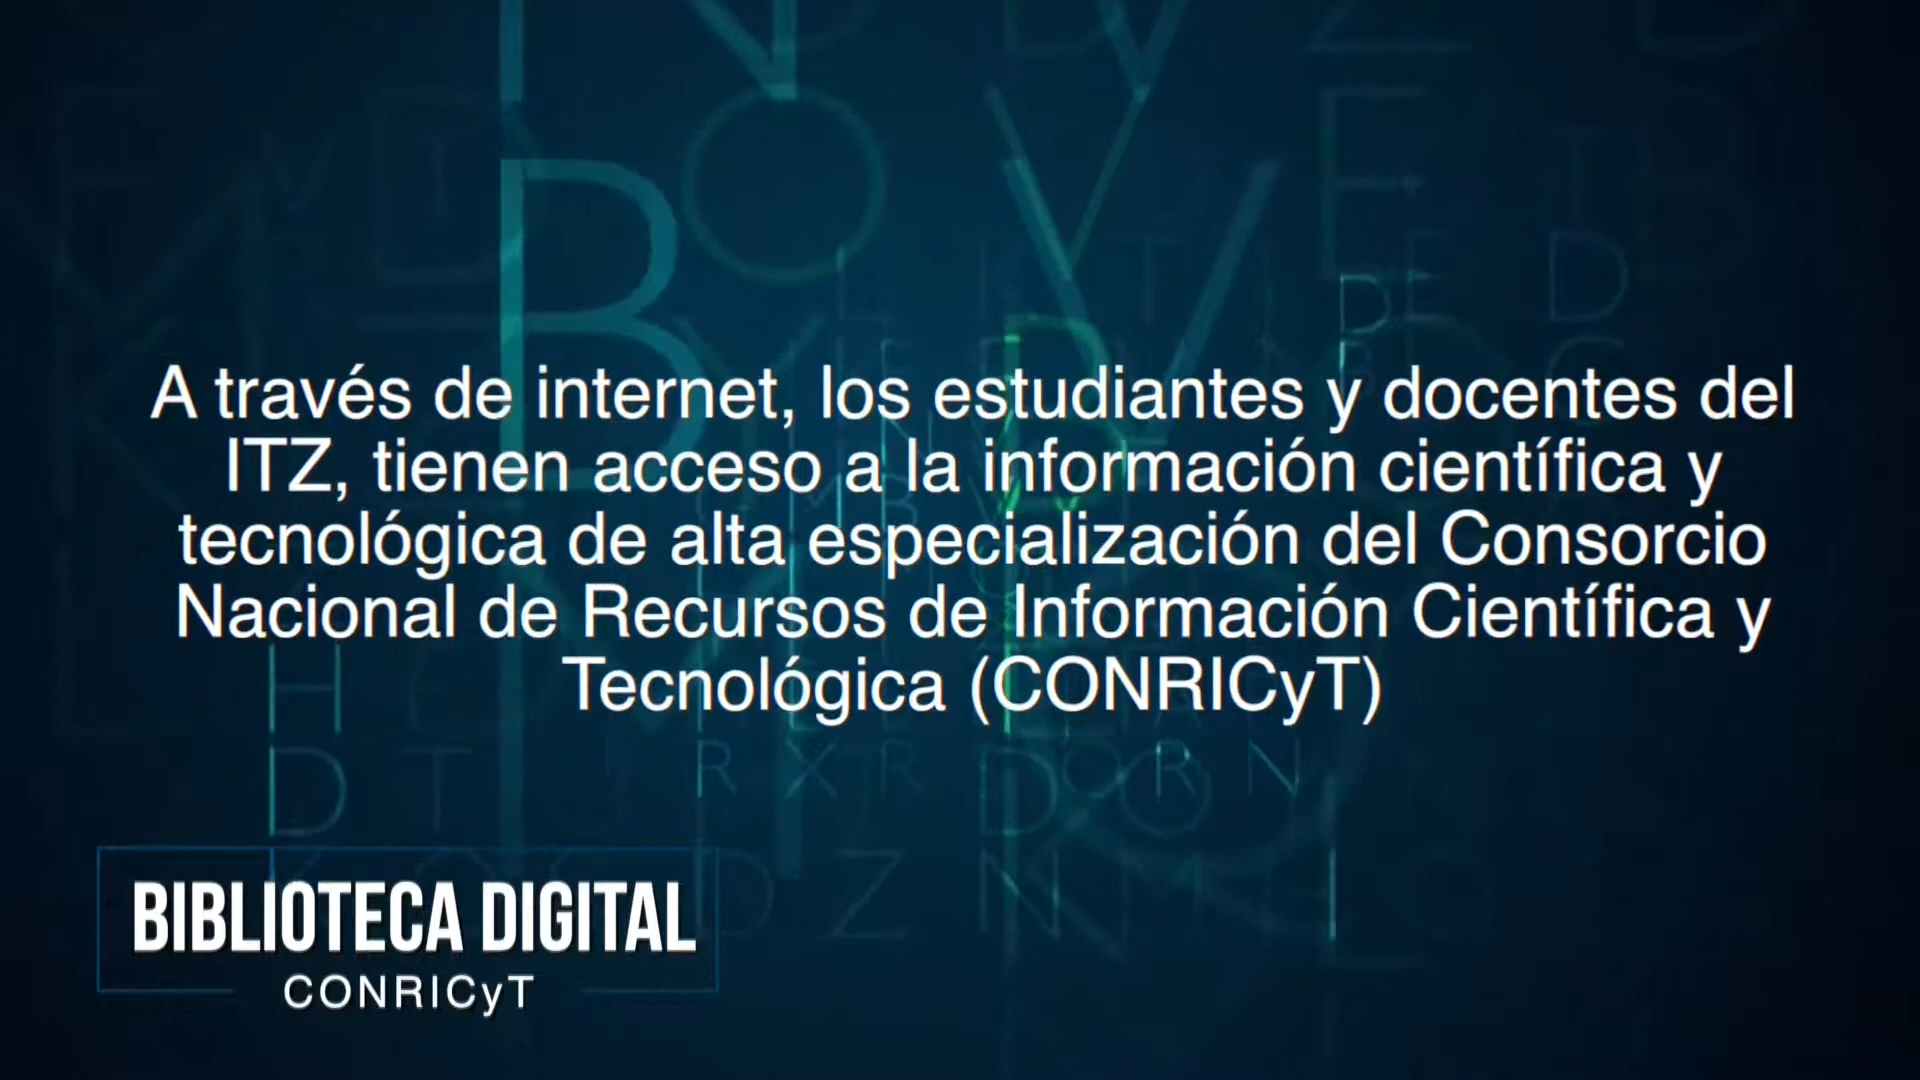 A través de internet, los estudiantes y docentes del
ITZ, tienen acceso a la información científica y
tecnológica de alta especialización del Consorcio
Nacional de Recursos de Información Científica y
Tecnológica (CONRICyT)
BIBLIOTECA DIGITAL
CONRICyT